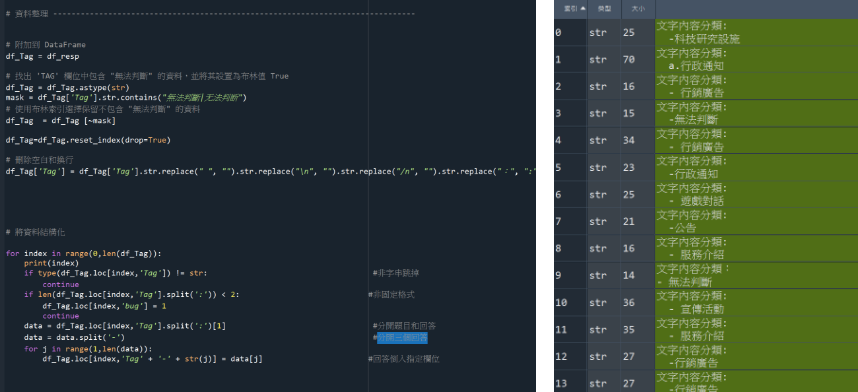 # 資料整理 --------------------------------------------------------------------------------
# 附加到 DataFrame
df_Tag = df_resp
# 找出 'TAG' 欄位中包含 "無法判斷" 的資料，並將其設置為布林值 True
df_Tag = df_Tag.astype(str)
mask = df_Tag['Tag'].str.contains("無法判斷|无法判断")
# 使用布林索引選擇保留不包含 "無法判斷" 的資料
df_Tag  = df_Tag [~mask]
df_Tag=df_Tag.reset_index(drop=True)
# 刪除空白和換行
df_Tag['Tag'] = df_Tag['Tag'].str.replace(" ", "").str.replace("\n", "").str.replace("/n", "").str.replace("：", ":"
# 將資料結構化
for index in range(0,len(df_Tag)):
    print(index)
    if type(df_Tag.loc[index,'Tag']) != str: #非字串跳掉
        continue
    if len(df_Tag.loc[index,'Tag'].split(':')) < 2: #非固定格式
        df_Tag.loc[index,'bug'] = 1
        continue
    data = df_Tag.loc[index,'Tag'].split(':')[1] #分開題目和回答
    data = data.split('-') #分開三個回答
    for j in range(1,len(data)):
        df_Tag.loc[index,'Tag' + '-' + str(j)] = data[j] #回答個人指定欄位
索引 類型 大小
0 str 25 文字內容分類:
-科技研究設施
1 str 70 文字內容分類:
a.行政通知
2 str 16 文字內容分類:
- 行銷廣告
3 str 15 文字內容分類:
-無法判斷
4 str 34 文字內容分類:
- 行銷廣告
5 str 23 文字內容分類:
-行政通知
6 str 25 文字內容分類:
- 遊戲對話
7 str 21 文字內容分類:
-公告
8 str 16 文字內容分類:
- 服務介紹
9 str 14 文字內容分類：
- 無法判斷
10 str 36 文字內容分類:
- 宣傳活動
11 str 35 文字內容分類:
- 服務介紹
12 str 27 文字內容分類:
-行銷廣告
13 str 27 文字內容分類:
-行銷廣告